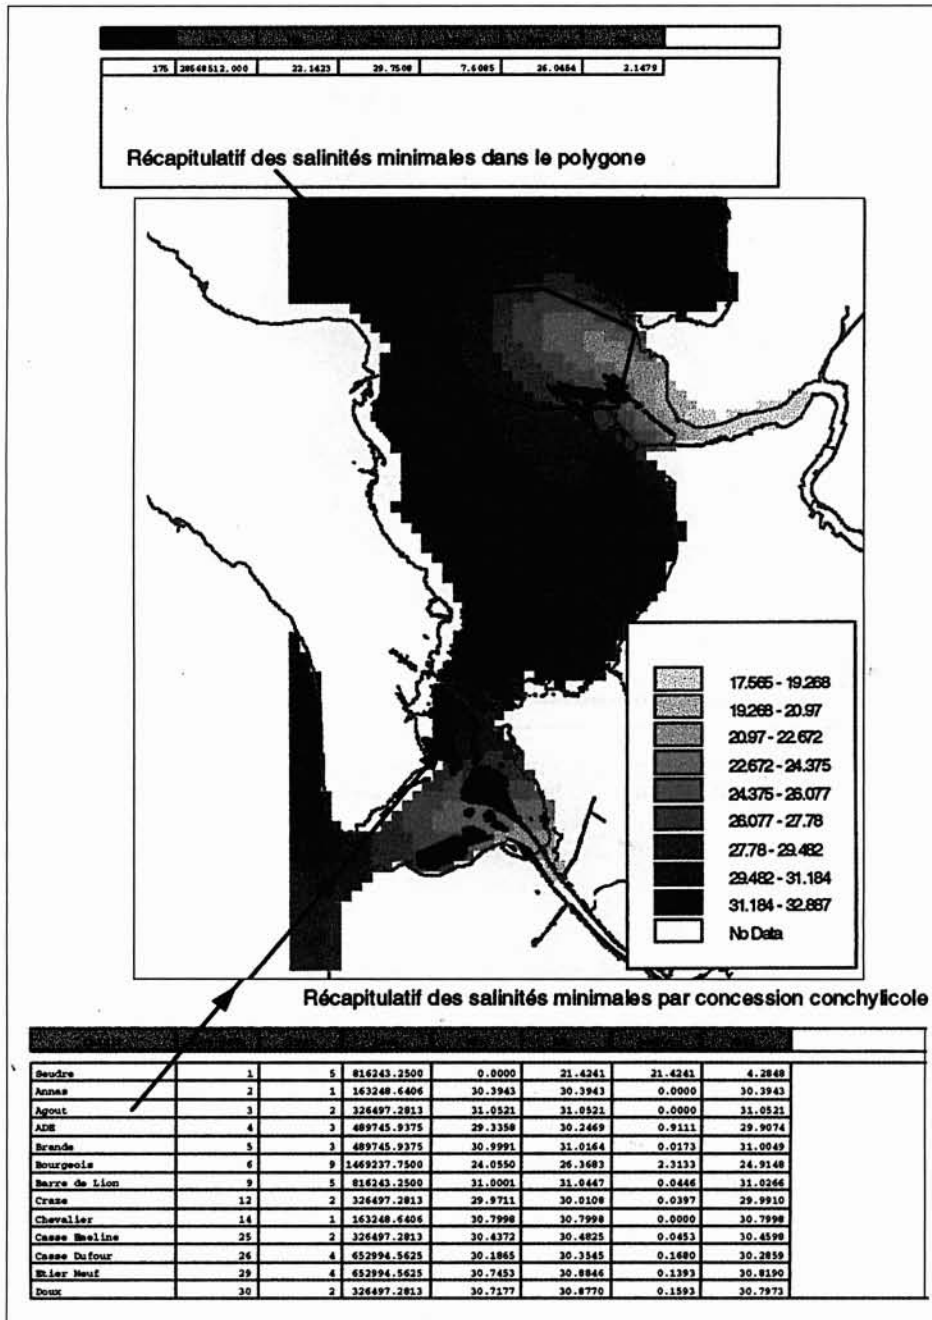 175 28568512.000 22.1423 29.7508 7.6085 26.0454 2.1479
Récapitulatif des salinités minimales dans le polygone
17.565 - 19.268
19.268 - 20.97
20.97 - 22.672
22.672 - 24.375
24.375 - 26.077
26.077 - 27.78
27.78 - 29.482
29.482 - 31.184
31.184 - 32.887
No Data
Récapitulatif des salinités minimales par concession conchylicole
Seudre 1 5 816243.2500 0.0000 21.4241 21.4241 4.2848
Annas 2 1 163248.6406 30.3943 30.3943 0.0000 30.3943
Agout 3 2 326497.2813 31.0521 31.0521 0.0000 31.0521
ADE 4 3 489745.9375 29.3358 30.2469 0.9111 29.9074
Brande 5 3 489745.9375 30.9991 31.0164 0.0173 31.0049
Bourgeois 6 9 1469237.7500 24.0550 26.3683 2.3133 24.9148
Barre de Lion 9 5 816243.2500 31.0001 31.0447 0.0446 31.0266
Craze 12 2 326497.2813 29.9711 30.0108 0.0397 29.9910
Chevalier 14 1 163248.6406 30.7998 30.7998 0.0000 30.7998
Casse Emeline 25 2 326497.2813 30.4372 30.4825 0.0453 30.4598
Casse Dufour 26 4 652994.5625 30.1865 30.3545 0.1680 30.2859
Etier Neuf 29 4 652994.5625 30.7453 30.8846 0.1393 30.8190
Doux 30 2 326497.2813 30.7177 30.8770 0.1593 30.7973